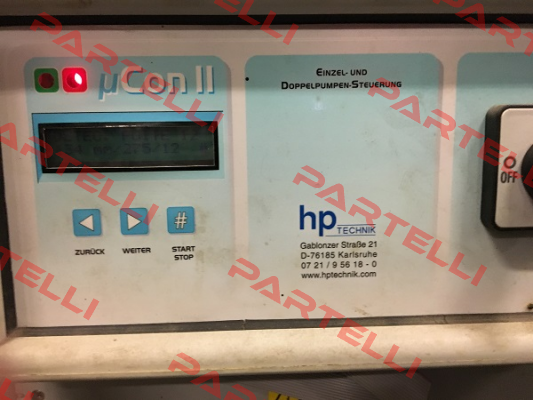 µCon II
EINZEL- UND
DOPPELPUMPEN-STEUERUNG
OFF
ZURÜCK WEITER START
STOP
#
hp
TECHNIK
Gablonzer Straße 21
D-76185 Karlsruhe
07 21 / 9 56 18 - 0
www.hptechnik.com
PARTELLI
PARTELLI
PARTELLI
PARTELLI
PARTELLI
PARTELLI